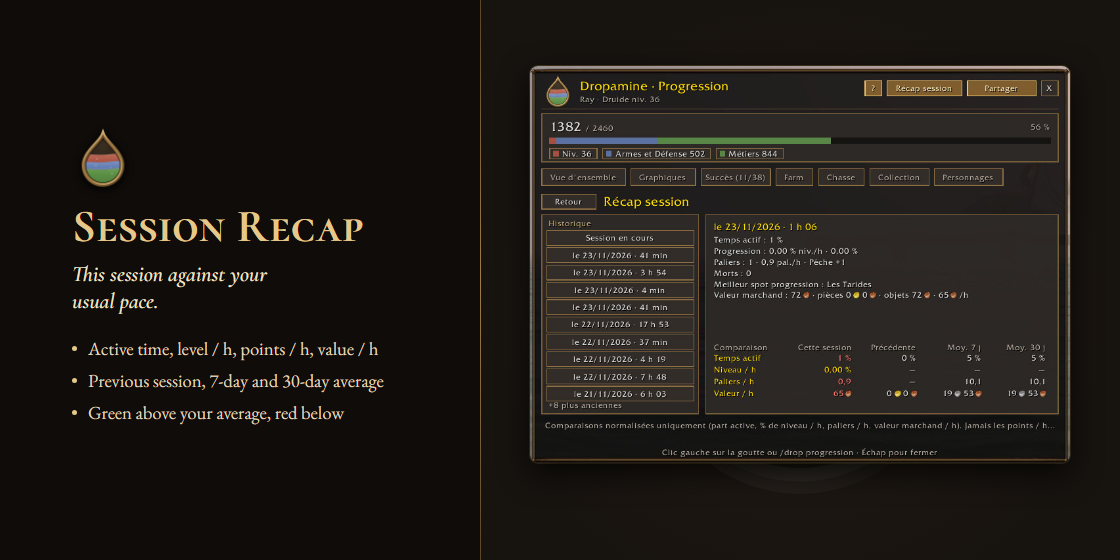 SESSION RECAP
This session against your
usual pace.
• Active time, level / h, points / h, value / h
• Previous session, 7-day and 30-day average
• Green above your average, red below
Dropamine · Progression
Ray · Druide niv. 36
?
Récap session
Partager
X
1382 / 2460
56 %
Niv. 36
Armes et Défense 502
Métiers 844
Vue d'ensemble
Graphiques
Succès (11/38)
Farm
Chasse
Collection
Personnages
Retour
Récap session
Historique
Session en cours
le 23/11/2026 · 41 min
le 23/11/2026 · 3 h 54
le 23/11/2026 · 4 min
le 23/11/2026 · 41 min
le 22/11/2026 · 17 h 53
le 22/11/2026 · 37 min
le 22/11/2026 · 4 h 19
le 22/11/2026 · 7 h 48
le 21/11/2026 · 6 h 03
+8 plus anciennes
le 23/11/2026 · 1 h 06
Temps actif : 1 %
Progression : 0,00 % niv./h · 0,00 %
Paliers : 1 · 0,9 pal./h · Pêche +1
Morts : 0
Meilleur spot progression : Les Tarides
Valeur marchand : 72 · pièces 0 0 · objets 72 · 65 /h
Comparaison Cette session Précédente Moy. 7 j Moy. 30 j
Temps actif 1 % 0 % 5 % 5 %
Niveau / h 0,00 % — — —
Paliers / h 0,9 — 10,1 10,1
Valeur / h 65 0 0 19 53 19 53
Comparaisons normalisées uniquement (part active, % de niveau / h, paliers / h, valeur marchand / h). Jamais les points / h...
Clic gauche sur la goutte ou /drop progression · Échap pour fermer